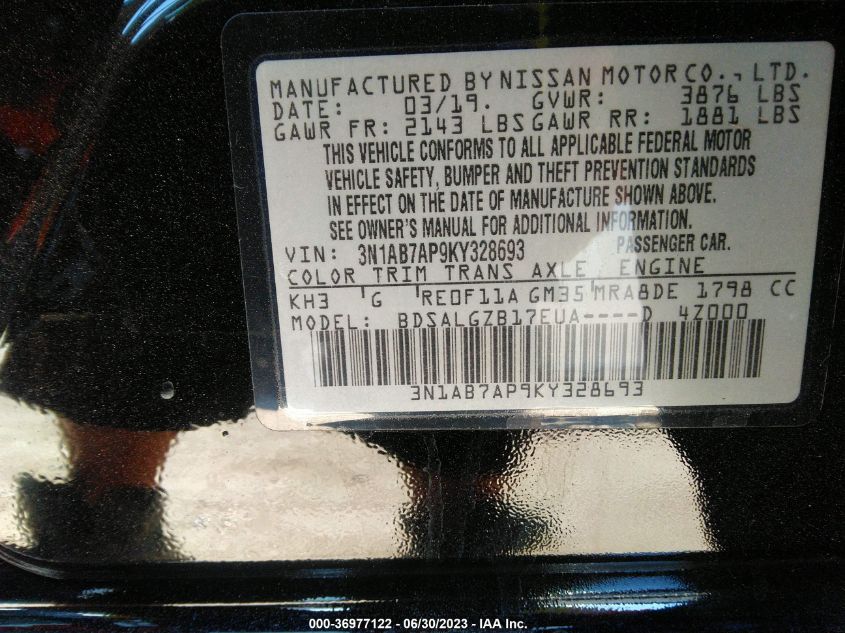 MANUFACTURED BY NISSAN MOTOR CO., LTD.
DATE: 03/19. GVWR: 3876 LBS
GAWR FR: 2143 LBS GAWR RR: 1881 LBS
THIS VEHICLE CONFORMS TO ALL APPLICABLE FEDERAL MOTOR
VEHICLE SAFETY, BUMPER AND THEFT PREVENTION STANDARDS
IN EFFECT ON THE DATE OF MANUFACTURE SHOWN ABOVE.
SEE OWNER'S MANUAL FOR ADDITIONAL INFORMATION.
VIN: 3N1AB7AP9KY328693 PASSENGER CAR.
COLOR TRIM TRANS AXLE ENGINE
KH3 G RE0F11A GM35 MRA8DE 1798 CC
MODEL: BDSALGZB17EUA----D 4Z000
3N1AB7AP9KY328693
000-36977122 - 06/30/2023 - IAA Inc.